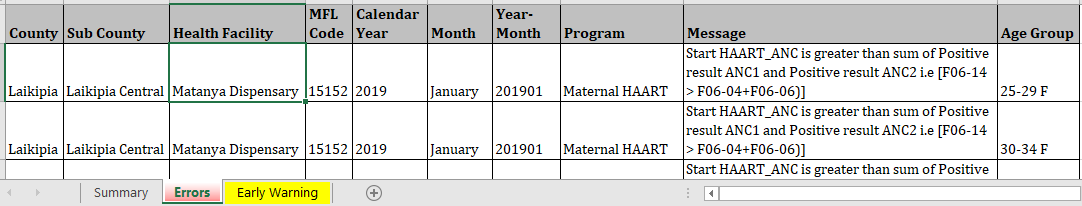 County Sub County Health Facility MFL Code Calendar Year Month Year-Month Program Message Age Group
Laikipia Laikipia Central Matanya Dispensary 15152 2019 January 201901 Maternal HAART Start HAART_ANC is greater than sum of Positive
result ANC1 and Positive result ANC2 i.e [F06-14
> F06-04+F06-06)] 25-29 F
Laikipia Laikipia Central Matanya Dispensary 15152 2019 January 201901 Maternal HAART Start HAART_ANC is greater than sum of Positive
result ANC1 and Positive result ANC2 i.e [F06-14
> F06-04+F06-06)] 30-34 F
Start HAART_ANC is greater than sum of Positive
Summary Errors Early Warning